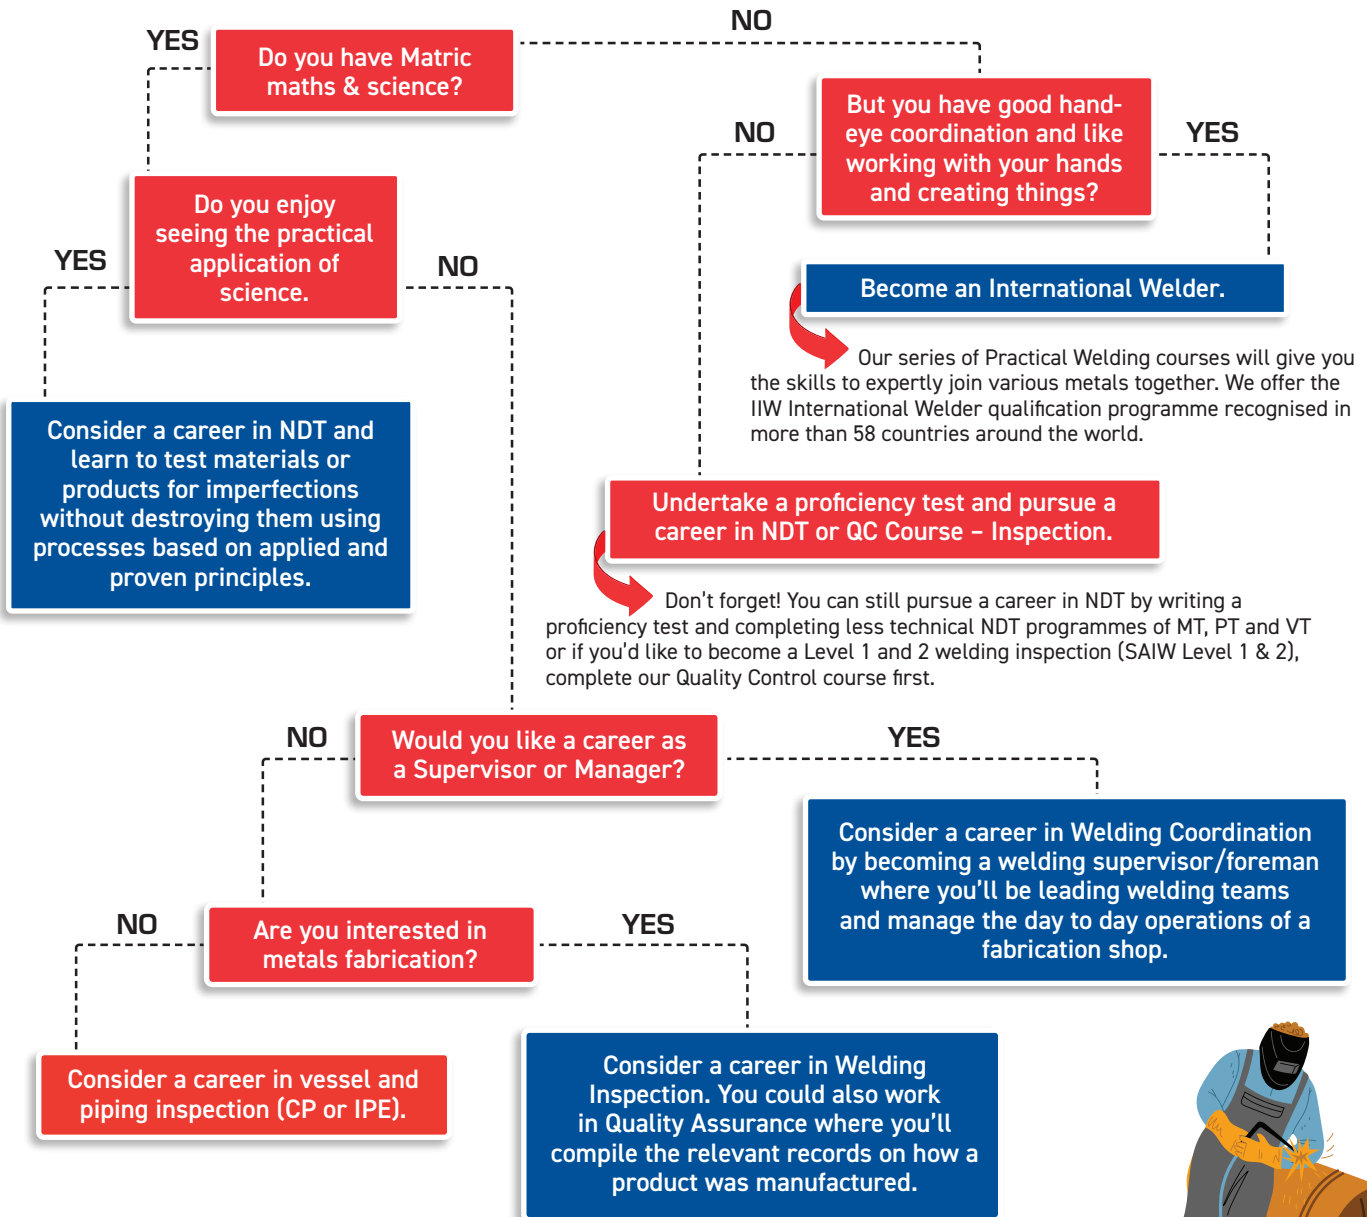 NO
YES
Do you have Matric
maths & science?
But you have good hand-
eye coordination and like
working with your hands
and creating things?
NO
YES
Do you enjoy
seeing the practical
application of
science.
YES
NO
Become an International Welder.
Our series of Practical Welding courses will give you
the skills to expertly join various metals together. We offer the
IIW International Welder qualification programme recognised in
more than 58 countries around the world.
Consider a career in NDT and
learn to test materials or
products for imperfections
without destroying them using
processes based on applied and
proven principles.
Undertake a proficiency test and pursue a
career in NDT or QC Course – Inspection.
Don't forget! You can still pursue a career in NDT by writing a
proficiency test and completing less technical NDT programmes of MT, PT and VT
or if you'd like to become a Level 1 and 2 welding inspection (SAIW Level 1 & 2),
complete our Quality Control course first.
NO
Would you like a career as
a Supervisor or Manager?
YES
Consider a career in Welding Coordination
by becoming a welding supervisor/foreman
where you'll be leading welding teams
and manage the day to day operations of a
fabrication shop.
NO
Are you interested in
metals fabrication?
YES
Consider a career in vessel and
piping inspection (CP or IPE).
Consider a career in Welding
Inspection. You could also work
in Quality Assurance where you'll
compile the relevant records on how a
product was manufactured.